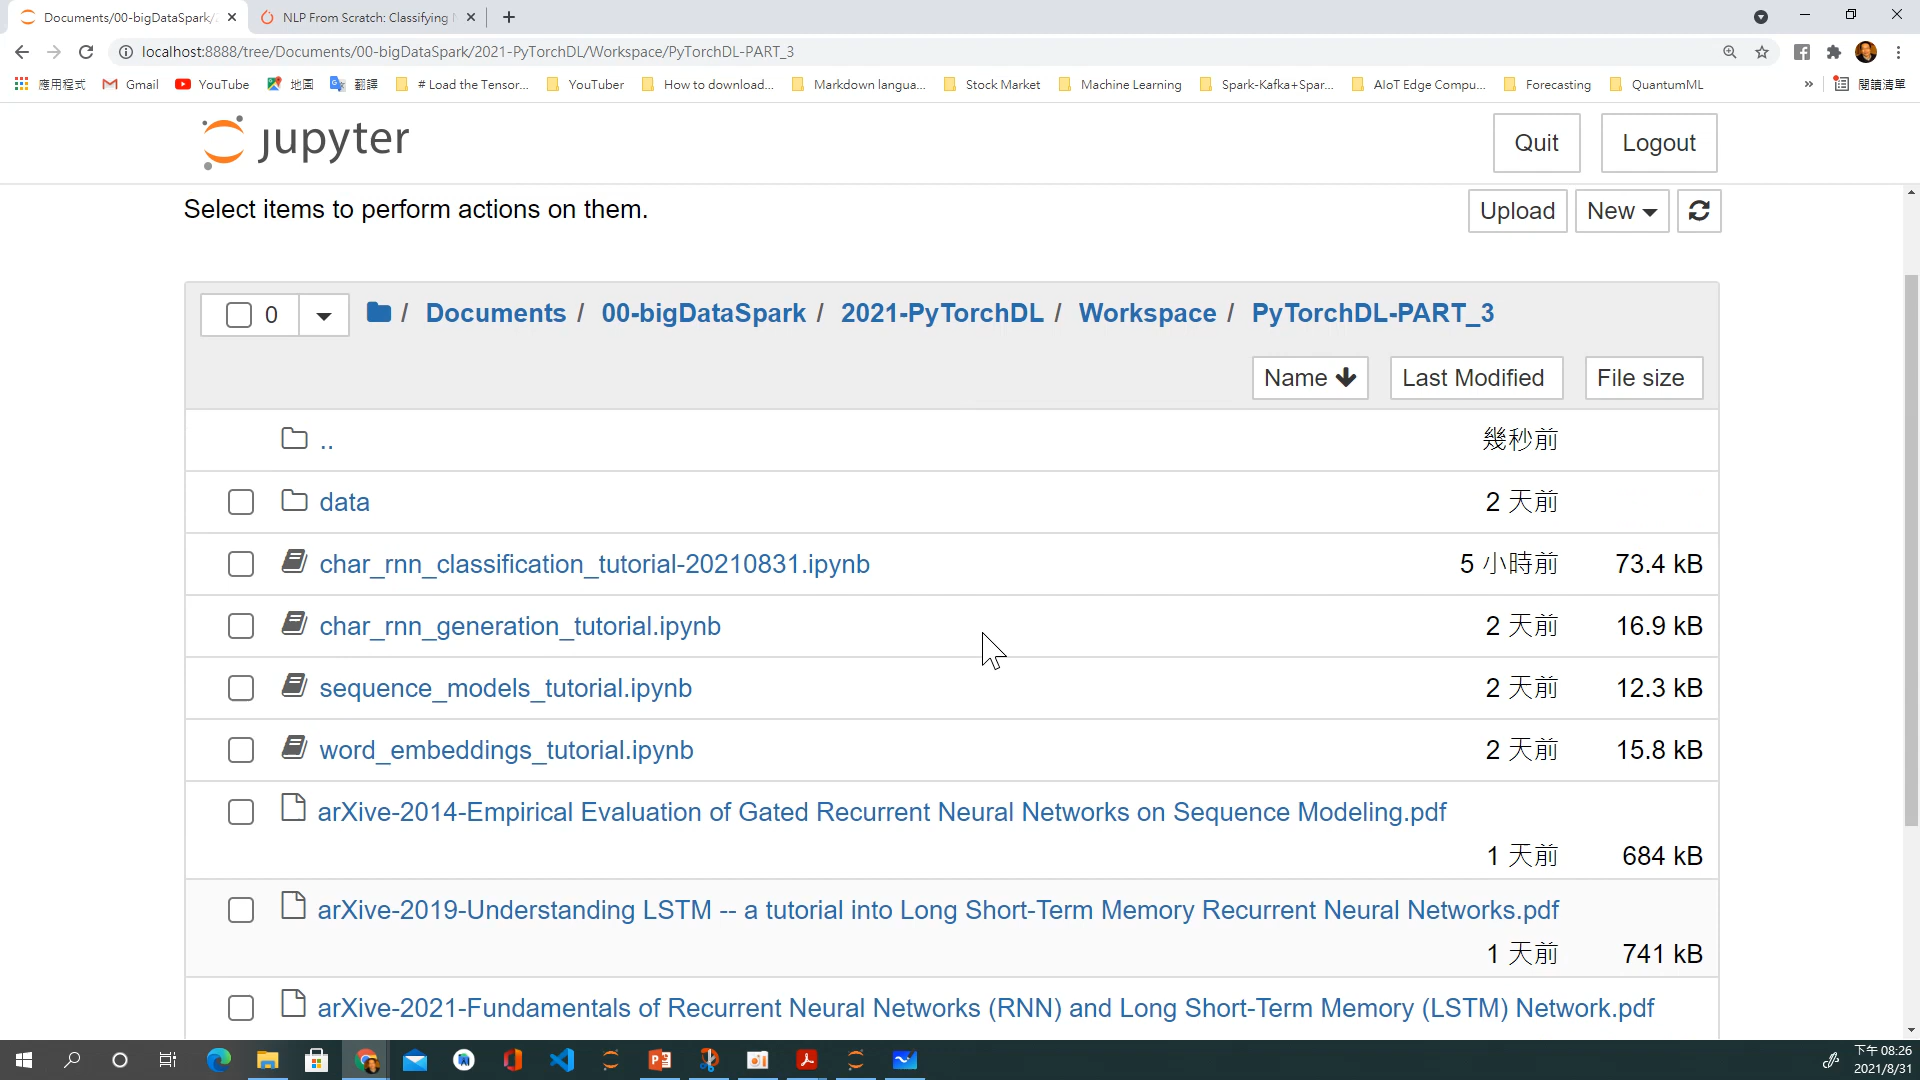 Documents/00-bigDataSpark/
NLP From Scratch: Classifying
localhost:8888/tree/Documents/00-bigDataSpark/2021-PyTorchDL/Workspace/PyTorchDL-PART_3
應用程式
Gmail
YouTube
地圖
翻譯
# Load the Tensor...
YouTuber
How to download...
Markdown langua...
Stock Market
Machine Learning
Spark-Kafka+Spar...
AIoT Edge Compu...
Forecasting
QuantumML
»
閱讀清單
jupyter
Quit
Logout
Select items to perform actions on them.
Upload
New
0
/ Documents / 00-bigDataSpark / 2021-PyTorchDL / Workspace / PyTorchDL-PART_3
Name
Last Modified
File size
.. 幾秒前
data 2 天前
char_rnn_classification_tutorial-20210831.ipynb 5 小時前 73.4 kB
char_rnn_generation_tutorial.ipynb 2 天前 16.9 kB
sequence_models_tutorial.ipynb 2 天前 12.3 kB
word_embeddings_tutorial.ipynb 2 天前 15.8 kB
arXive-2014-Empirical Evaluation of Gated Recurrent Neural Networks on Sequence Modeling.pdf
1 天前 684 kB
arXive-2019-Understanding LSTM -- a tutorial into Long Short-Term Memory Recurrent Neural Networks.pdf
1 天前 741 kB
arXive-2021-Fundamentals of Recurrent Neural Networks (RNN) and Long Short-Term Memory (LSTM) Network.pdf
下午 08:26
2021/8/31